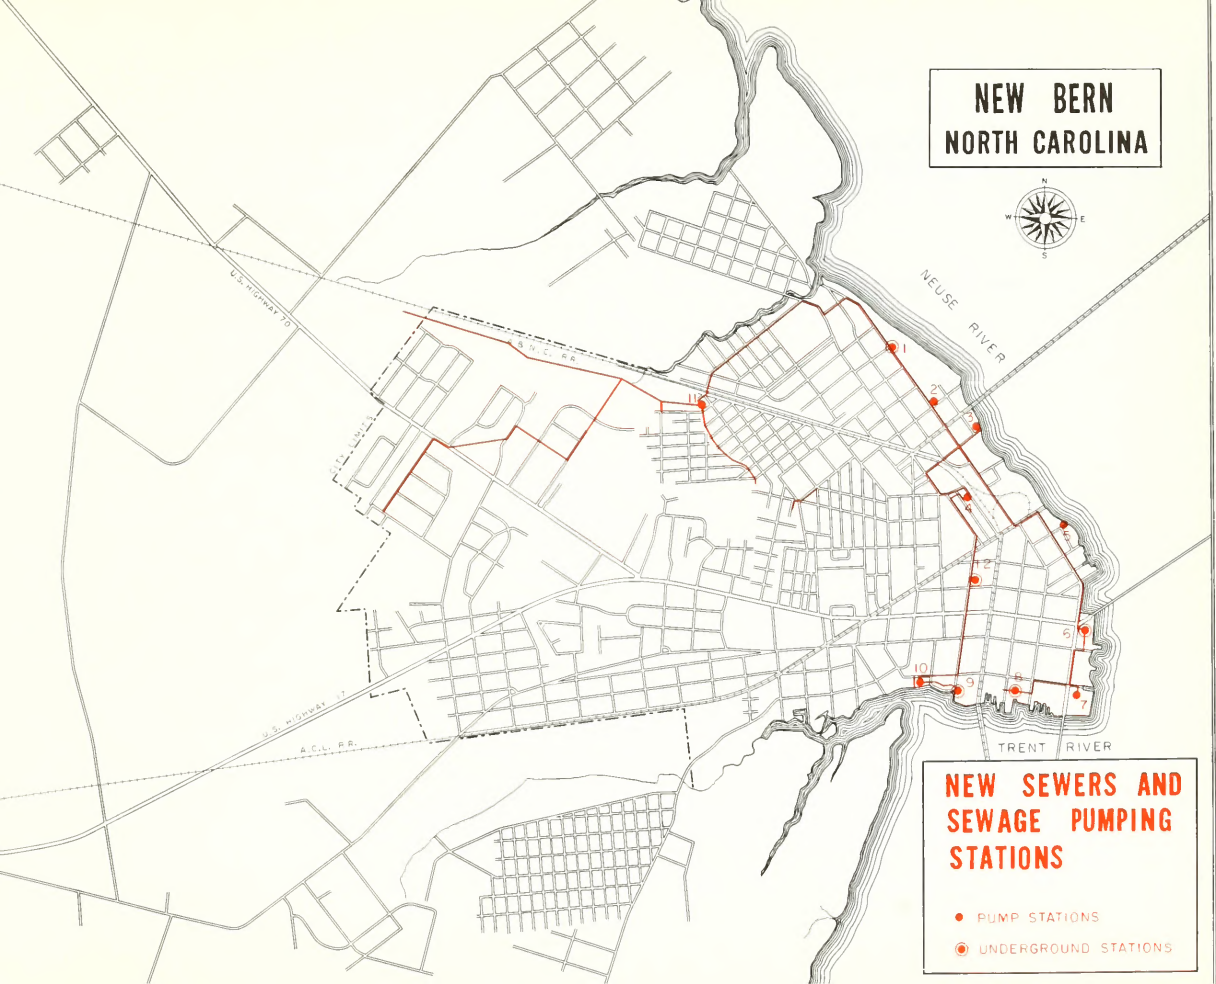 NEW BERN
NORTH CAROLINA
N
W
E
S
NEUSE RIVER
U.S. HIGHWAY 70
A & N.C. R.R.
CITY LIMITS
1
2
3
11
4
5
2
6
10
9
8
7
U.S. HIGHWAY 17
A.C.L. R.R.
TRENT RIVER
NEW SEWERS AND
SEWAGE PUMPING
STATIONS
PUMP STATIONS
UNDERGROUND STATIONS